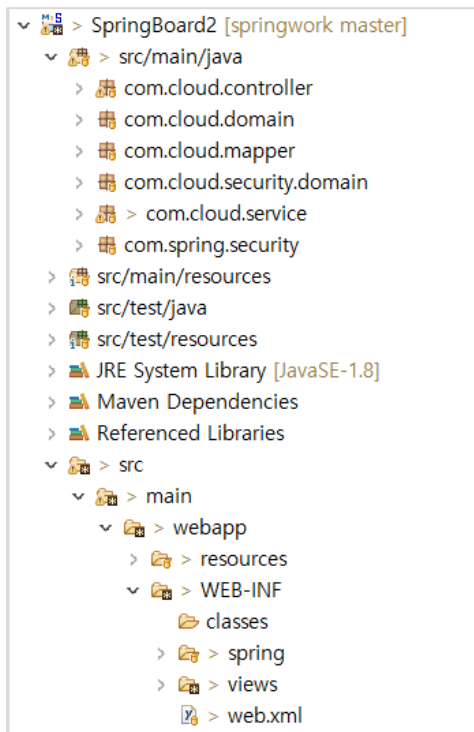 SpringBoard2 [springwork master]
> src/main/java
com.cloud.controller
com.cloud.domain
com.cloud.mapper
com.cloud.security.domain
> com.cloud.service
com.spring.security
src/main/resources
src/test/java
src/test/resources
JRE System Library [JavaSE-1.8]
Maven Dependencies
Referenced Libraries
> src
> main
> webapp
> resources
> WEB-INF
classes
> spring
> views
> web.xml